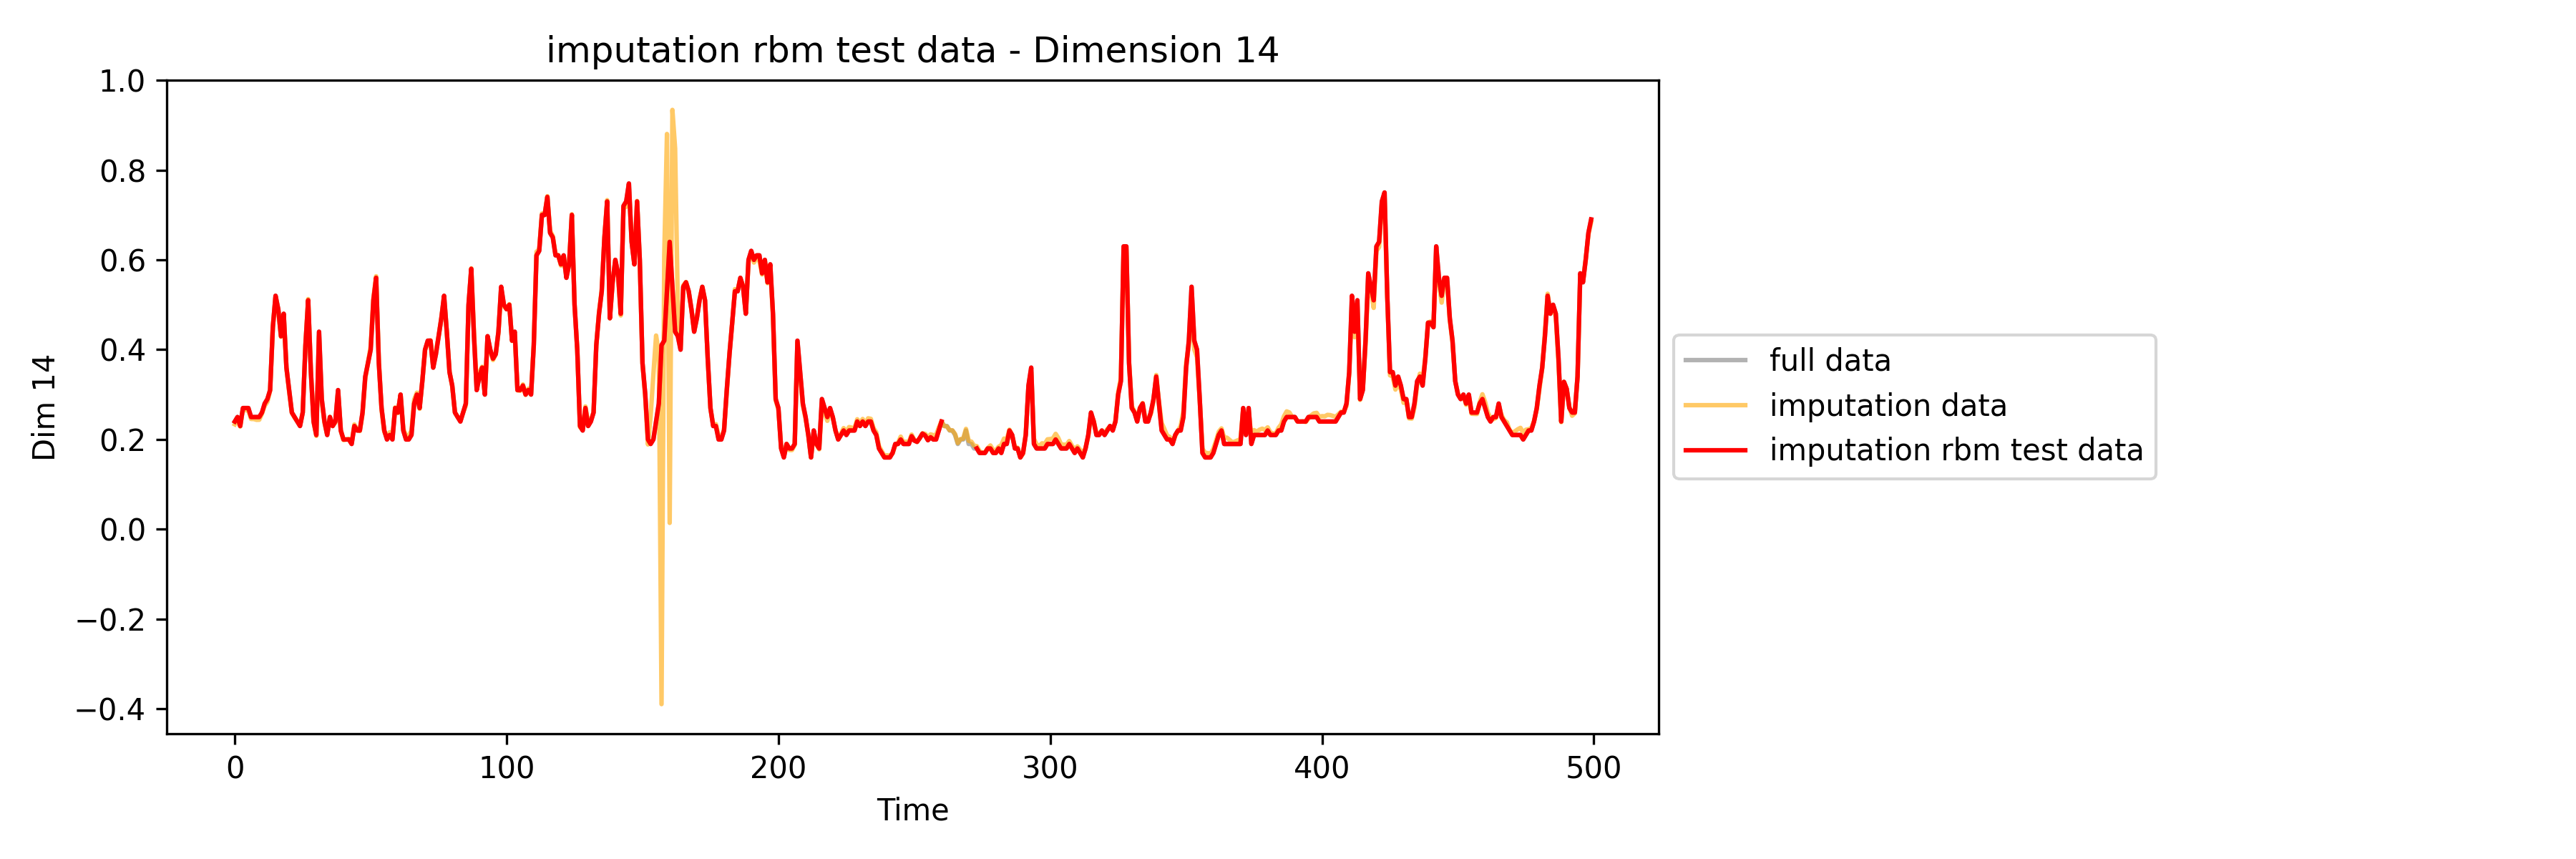 imputation rbm test data - Dimension 14
1.0
0.8
0.6
0.4
0.2
0.0
−0.2
−0.4
Dim 14
0 100 200 300 400 500
Time
full data
imputation data
imputation rbm test data